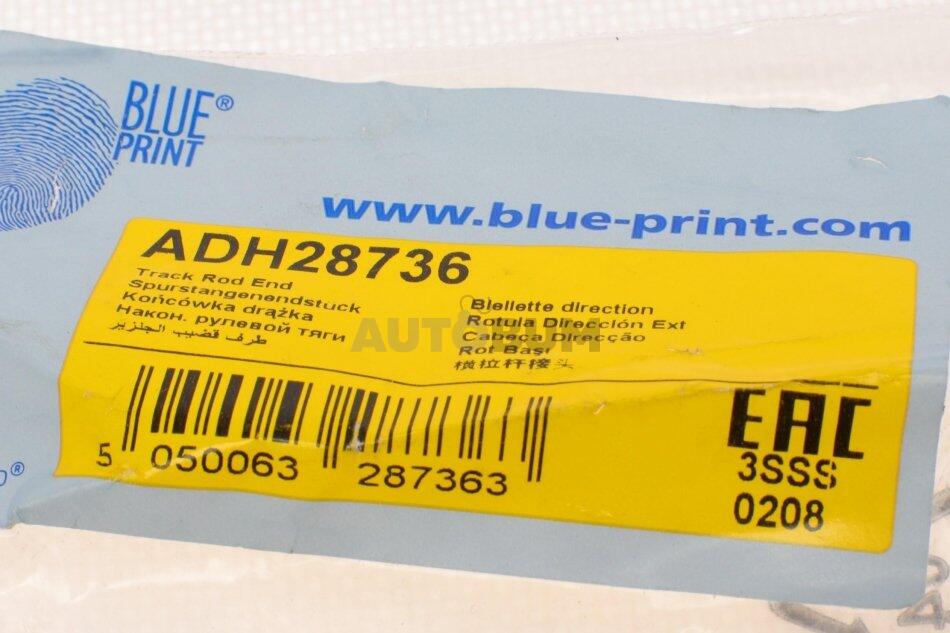 BLUE®
PRINT
www.blue-print.com
ADH28736
Track Rod End
Spurstangenendstück
Końcówka drążka
Након. рулевой тяги
طرف قضيب الجنزير
Biellette direction
Rotula Dirección Ext
Cabeça Direcção
Rot Başı
横拉杆接头
AUTOBUM
5 050063 287363
EAC
3SSS
0208
®